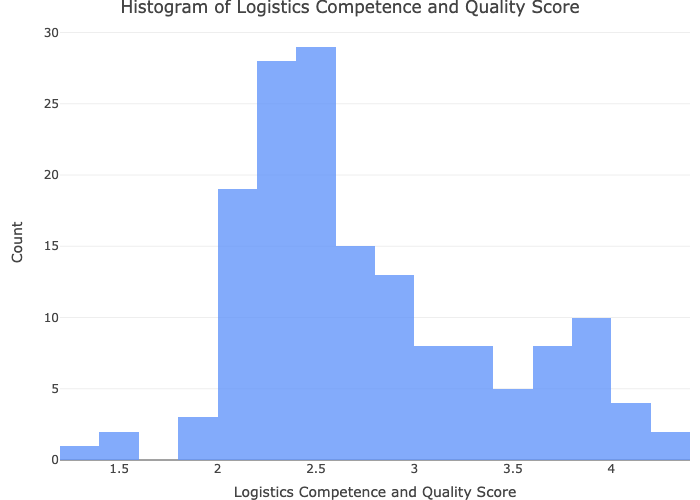 Histogram of Logistics Competence and Quality Score
30
25
20
15
10
5
0
Count
1.5 2 2.5 3 3.5 4
Logistics Competence and Quality Score